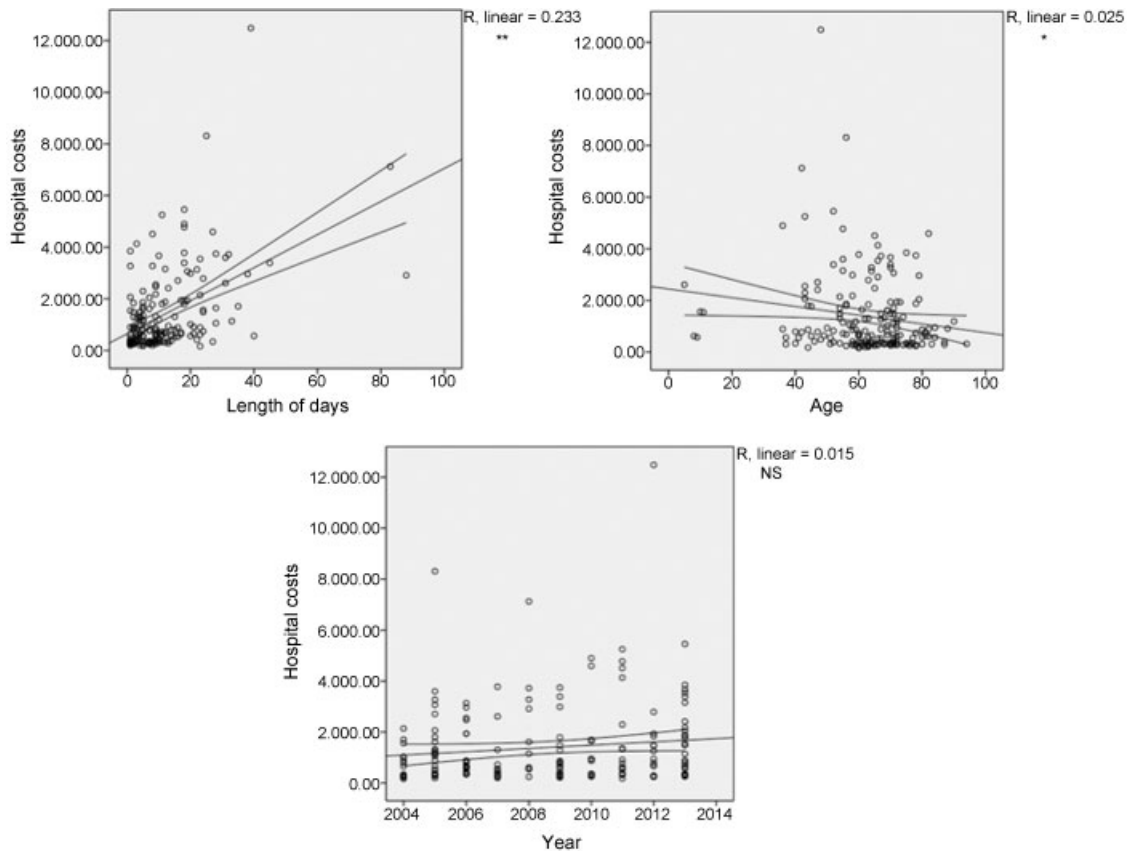 R, linear = 0.233
**
12.000.00
10.000.00
8.000.00
6.000.00
4.000.00
2.000.00
0.00
Hospital costs
0 20 40 60 80 100
Length of days
R, linear = 0.025
*
12.000.00
10.000.00
8.000.00
6.000.00
4.000.00
2.000.00
0.00
Hospital costs
0 20 40 60 80 100
Age
R, linear = 0.015
NS
12.000.00
10.000.00
8.000.00
6.000.00
4.000.00
2.000.00
0.00
Hospital costs
2004 2006 2008 2010 2012 2014
Year